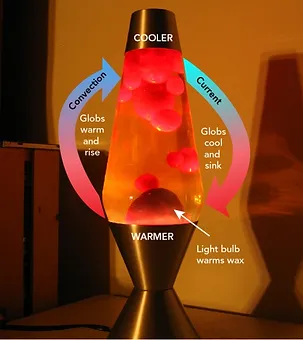 COOLER
Convection
Current
Globs
warm
and
rise
Globs
cool
and
sink
WARMER
Light bulb
warms wax